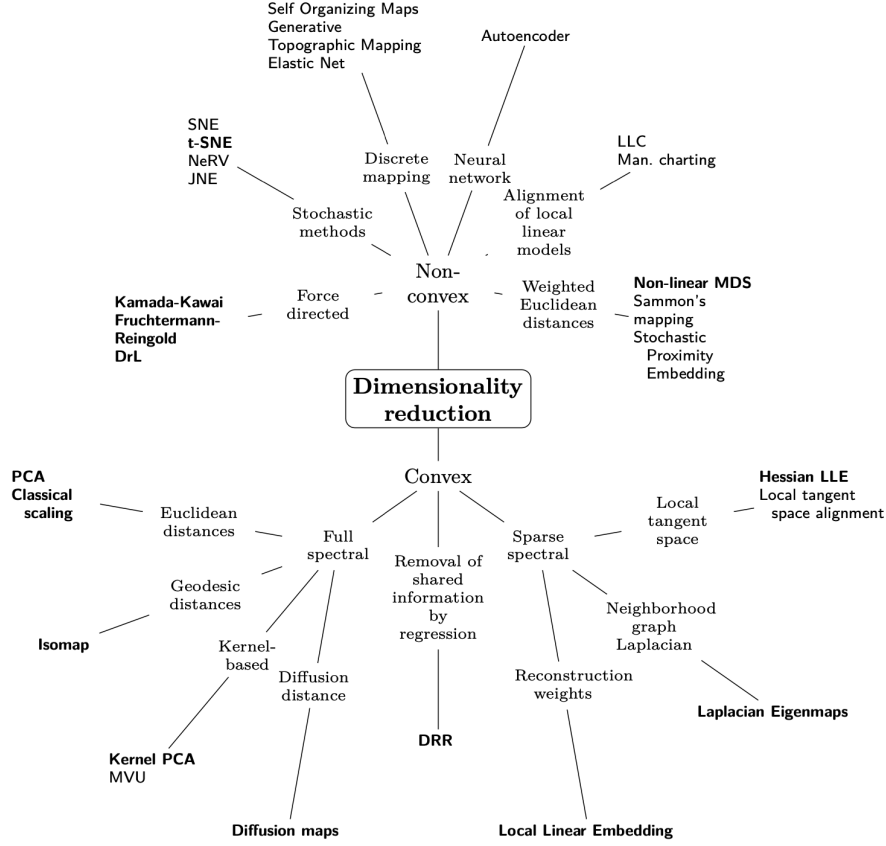 Self Organizing Maps
Generative
Topographic Mapping
Elastic Net
Autoencoder
SNE
t-SNE
NeRV
JNE
LLC
Man. charting
Discrete
mapping
Neural
network
Stochastic
methods
Alignment
of local
linear
models
Non-
convex
Force
directed
Kamada-Kawai
Fruchtermann-
Reingold
DrL
Weighted
Euclidean
distances
Non-linear MDS
Sammon's
mapping
Stochastic
Proximity
Embedding
Dimensionality
reduction
Convex
PCA
Classical
scaling
Euclidean
distances
Full
spectral
Removal of
shared
information
by
regression
Sparse
spectral
Local
tangent
space
Hessian LLE
Local tangent
space alignment
Geodesic
distances
Isomap
Kernel-
based
Diffusion
distance
Neighborhood
graph
Laplacian
Reconstruction
weights
Laplacian Eigenmaps
DRR
Kernel PCA
MVU
Diffusion maps
Local Linear Embedding